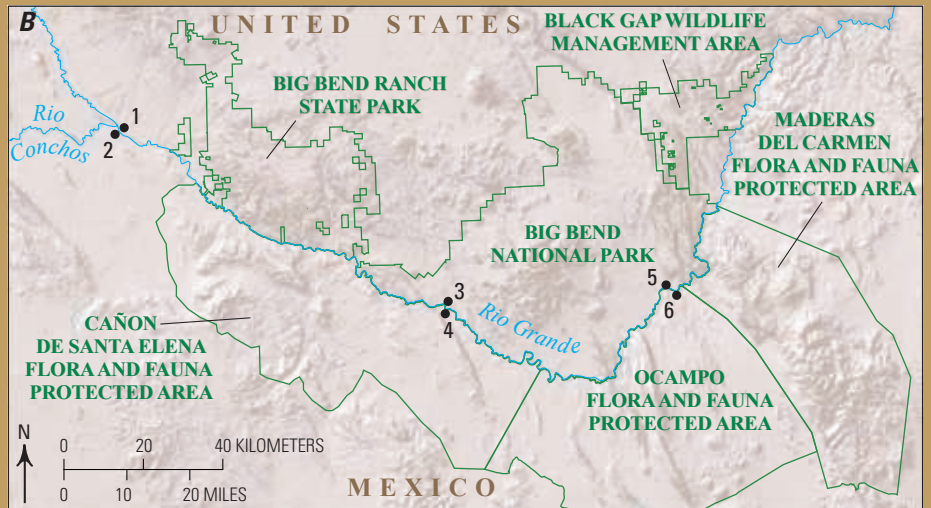 B
UNITED STATES
BLACK GAP WILDLIFE
MANAGEMENT AREA
BIG BEND RANCH
STATE PARK
Rio
Conchos
1
2
MADERAS
DEL CARMEN
FLORA AND FAUNA
PROTECTED AREA
BIG BEND
NATIONAL PARK
3
4
Rio Grande
5
6
CAÑON
DE SANTA ELENA
FLORA AND FAUNA
PROTECTED AREA
OCAMPO
FLORA AND FAUNA
PROTECTED AREA
N
0 20 40 KILOMETERS
0 10 20 MILES
MEXICO